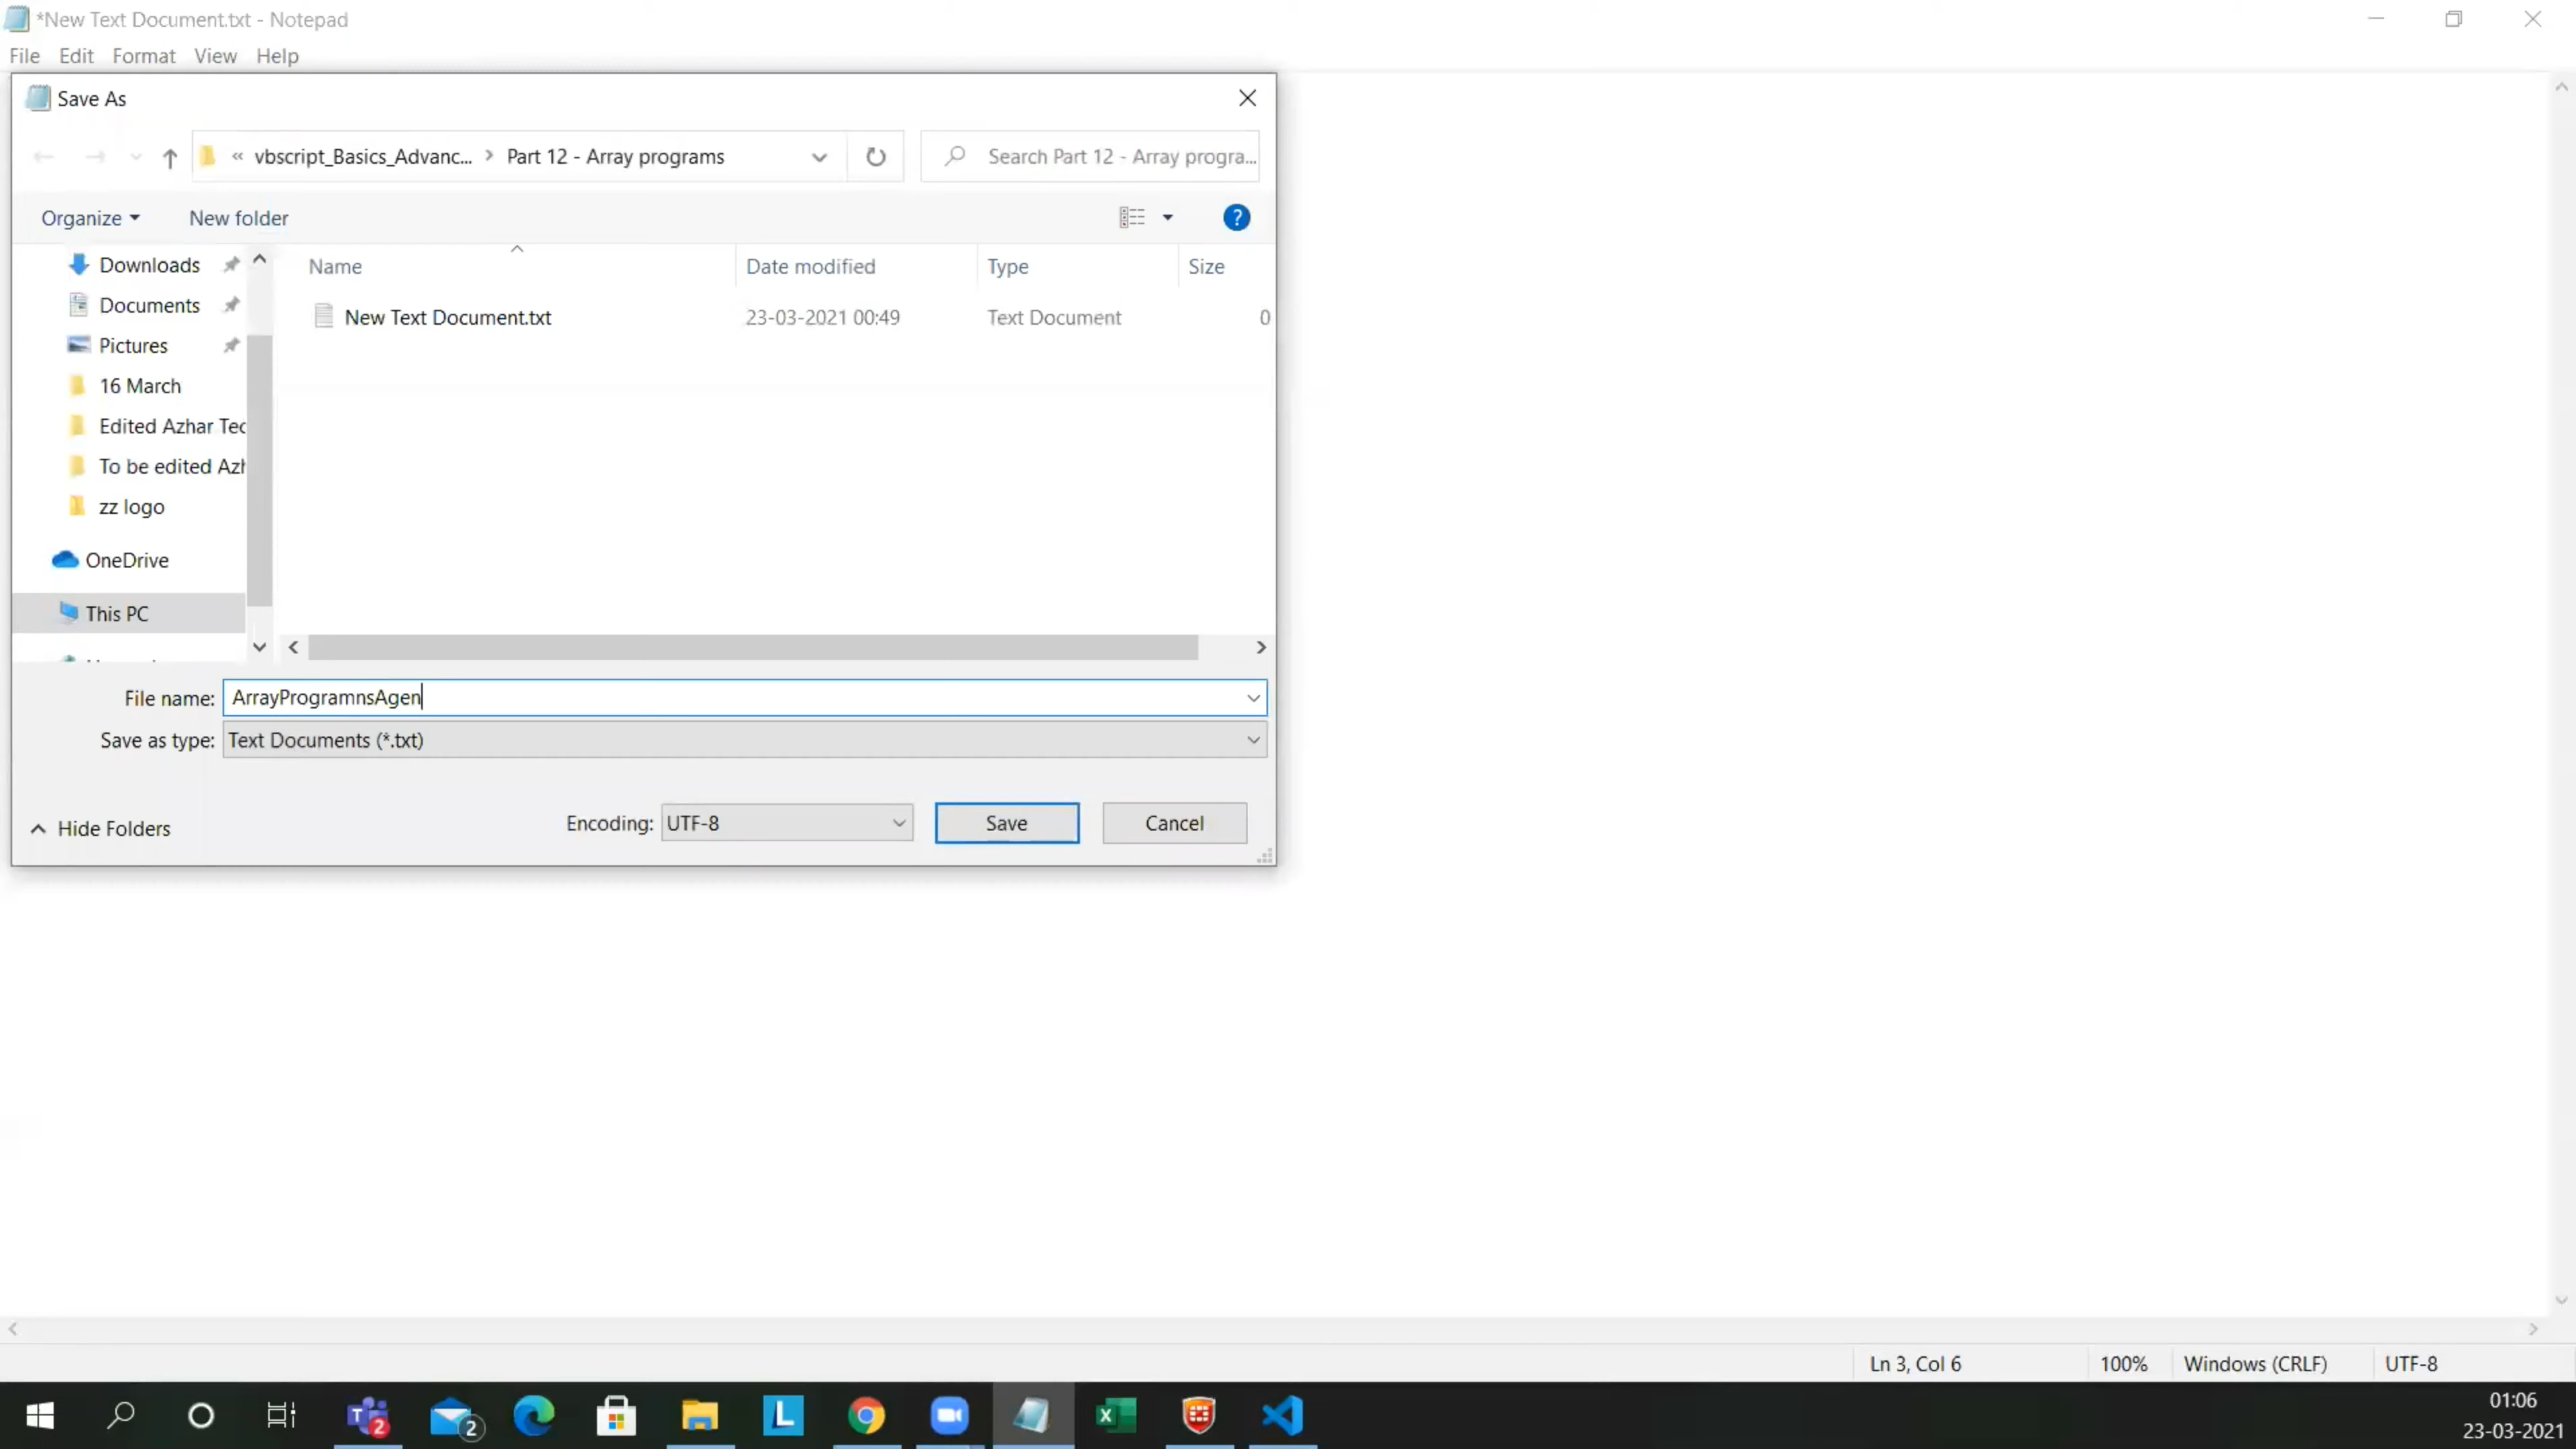 *New Text Document.txt - Notepad
File Edit Format View Help
Save As
« vbscript_Basics_Advanc... > Part 12 - Array programs
Search Part 12 - Array progra...
Organize
New folder
Name
Date modified
Type
Size
Downloads
Documents
Pictures
16 March
Edited Azhar Tec
To be edited Azh
zz logo
OneDrive
This PC
New Text Document.txt
23-03-2021 00:49
Text Document
0
File name: ArrayProgramnsAgen
Save as type: Text Documents (*.txt)
Hide Folders
Encoding: UTF-8
Save
Cancel
Ln 3, Col 6
100%
Windows (CRLF)
UTF-8
2
2
01:06
23-03-2021